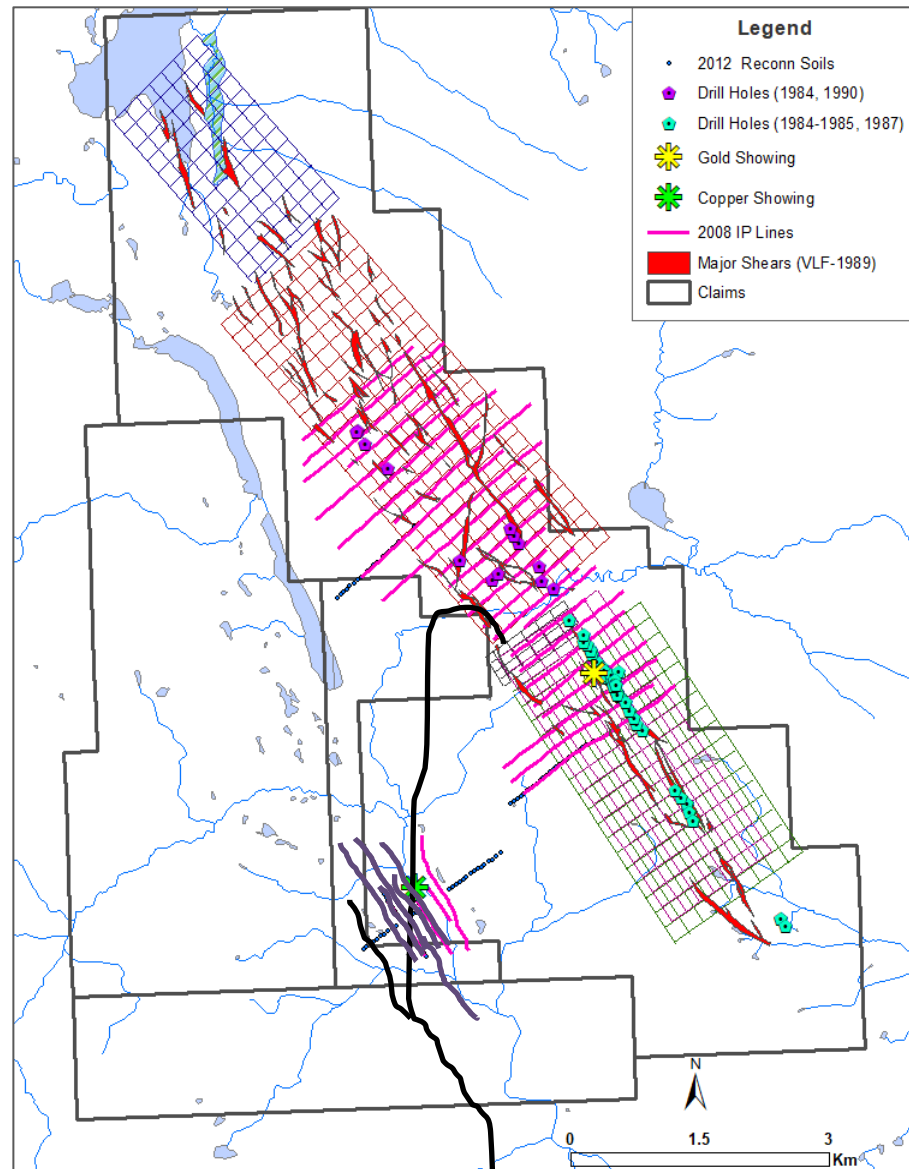 Legend
2012 Reconn Soils
Drill Holes (1984, 1990)
Drill Holes (1984-1985, 1987)
Gold Showing
Copper Showing
2008 IP Lines
Major Shears (VLF-1989)
Claims
N
0 1.5 3
Km